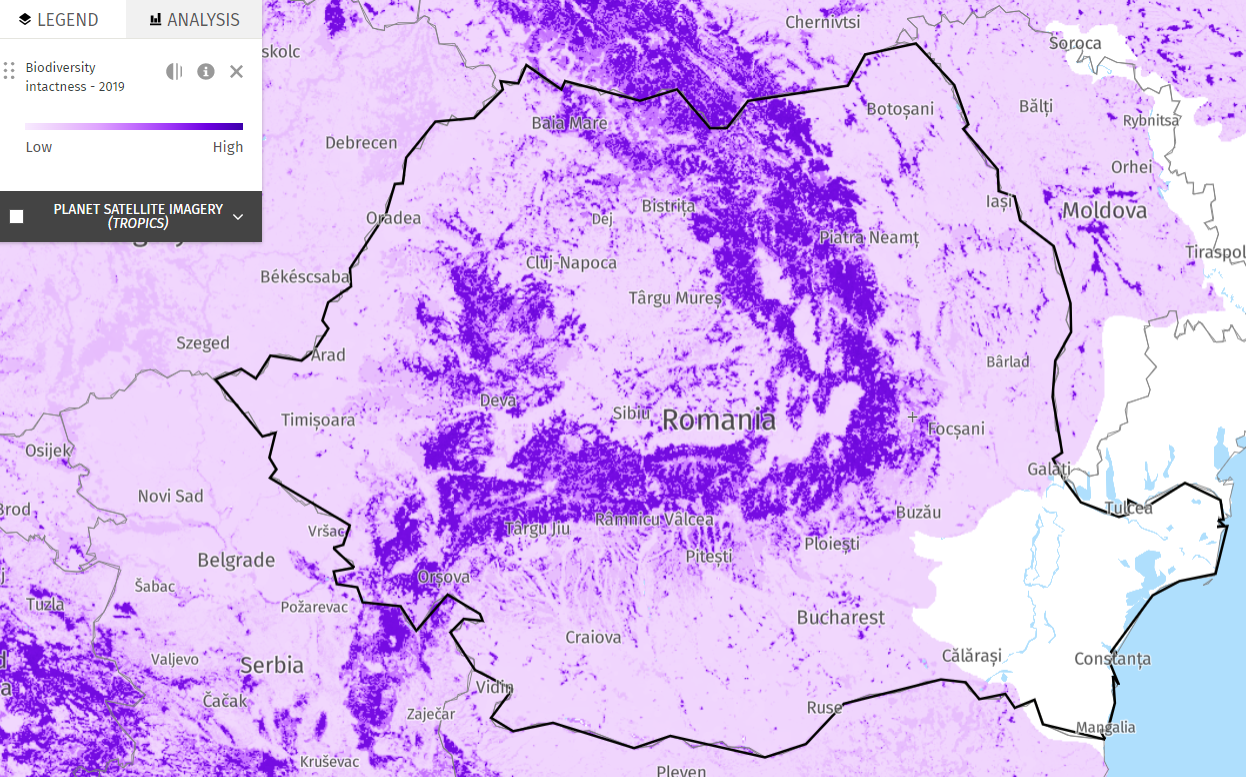 LEGEND
ANALYSIS
Biodiversity
intactness - 2019
Low
High
PLANET SATELLITE IMAGERY
(TROPICS)
Chernivtsi
Soroca
skolc
Botoșani
Bălți
Rybnitsa
Baia Mare
Debrecen
Orhei
Iași
Bistrița
Dej
Oradea
Moldova
Piatra Neamț
Tiraspol
Cluj-Napoca
Békéscsaba
Târgu Mureș
Szeged
Arad
Bârlad
Deva
Sibiu
Romania
Timișoara
Focșani
Osijek
Galați
Novi Sad
Brod
Tulcea
Buzău
Râmnicu Vâlcea
Târgu Jiu
Vršac
Ploiești
Pitești
Belgrade
Orșova
Šabac
Tuzla
Požarevac
Bucharest
Craiova
Călărași
Constanța
Valjevo
Serbia
Vidin
Čačak
Zaječar
Ruse
Mangalia
Kruševac
Pleven